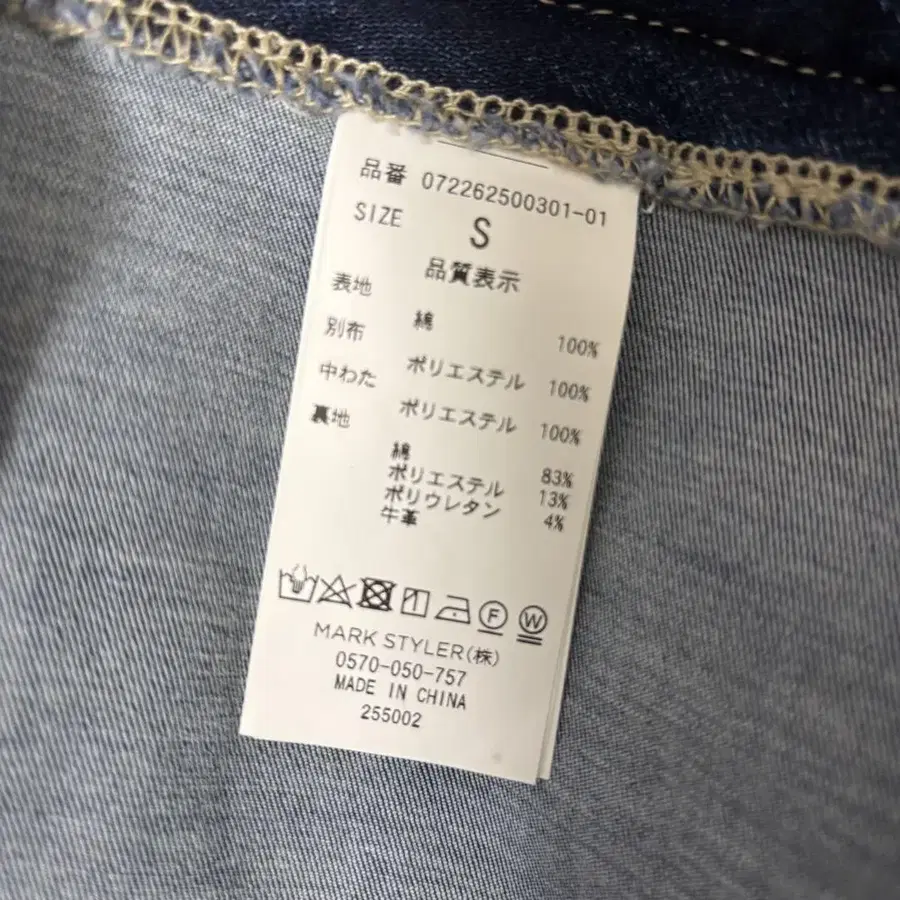 品番 072262500301-01
SIZE S
品質表示
表地 綿 100%
別布 ポリエステル 100%
中わた ポリエステル 100%
裏地
綿 83%
ポリエステル 13%
ポリウレタン 4%
牛革
F W
MARK STYLER(株)
0570-050-757
MADE IN CHINA
255002